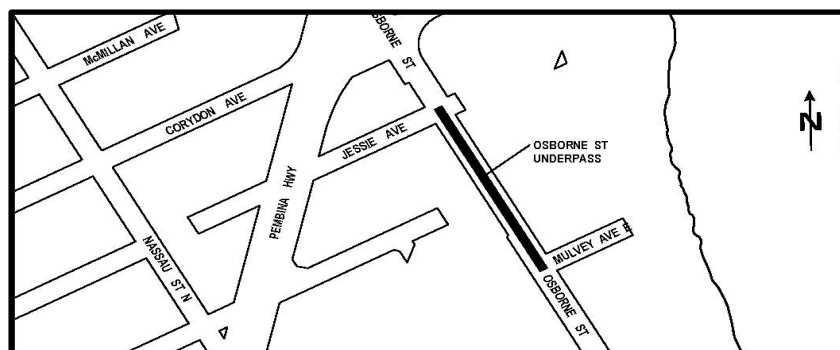 McMILLAN AVE
OSBORNE ST
CORYDON AVE
JESSIE AVE
OSBORNE ST
UNDERPASS
N
PEMBINA HWY
NASSAU ST N
MULVEY AVE E
OSBORNE ST